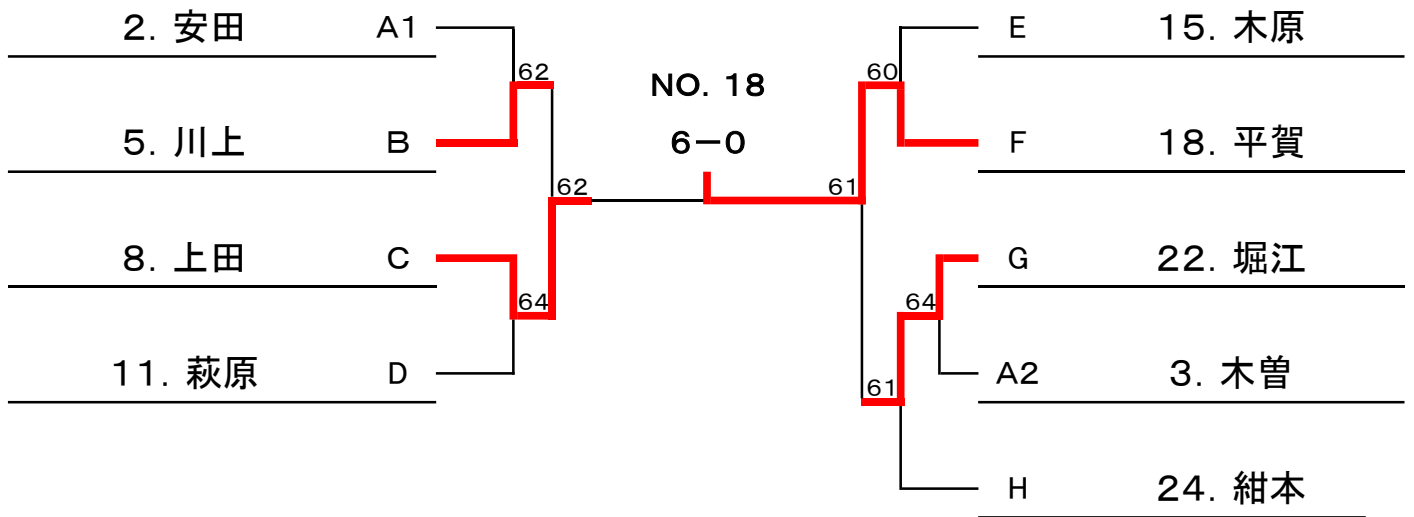 2. 安田 A1
5. 川上 B
8. 上田 C
11. 萩原 D
62
64
62
NO. 18
6-0
61
60
64
61
E 15. 木原
F 18. 平賀
G 22. 堀江
A2 3. 木曽
H 24. 紺本